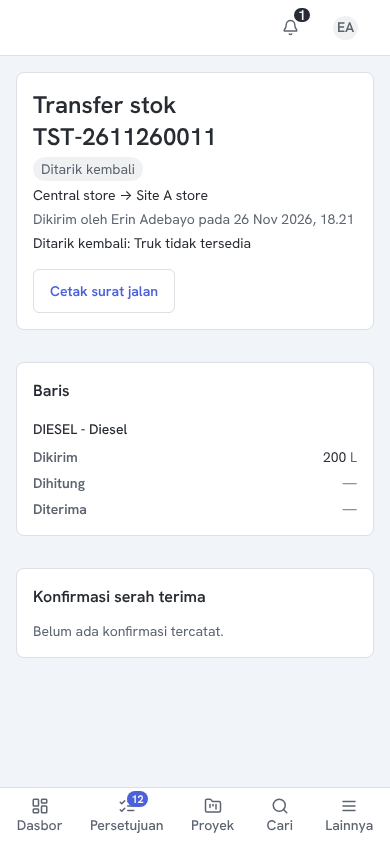 1
EA
Transfer stok
TST-2611260011
Ditarik kembali
Central store → Site A store
Dikirim oleh Erin Adebayo pada 26 Nov 2026, 18.21
Ditarik kembali: Truk tidak tersedia
Cetak surat jalan
Baris
DIESEL - Diesel
Dikirim 200 L
Dihitung —
Diterima —
Konfirmasi serah terima
Belum ada konfirmasi tercatat.
12
Dasbor Persetujuan Proyek Cari Lainnya